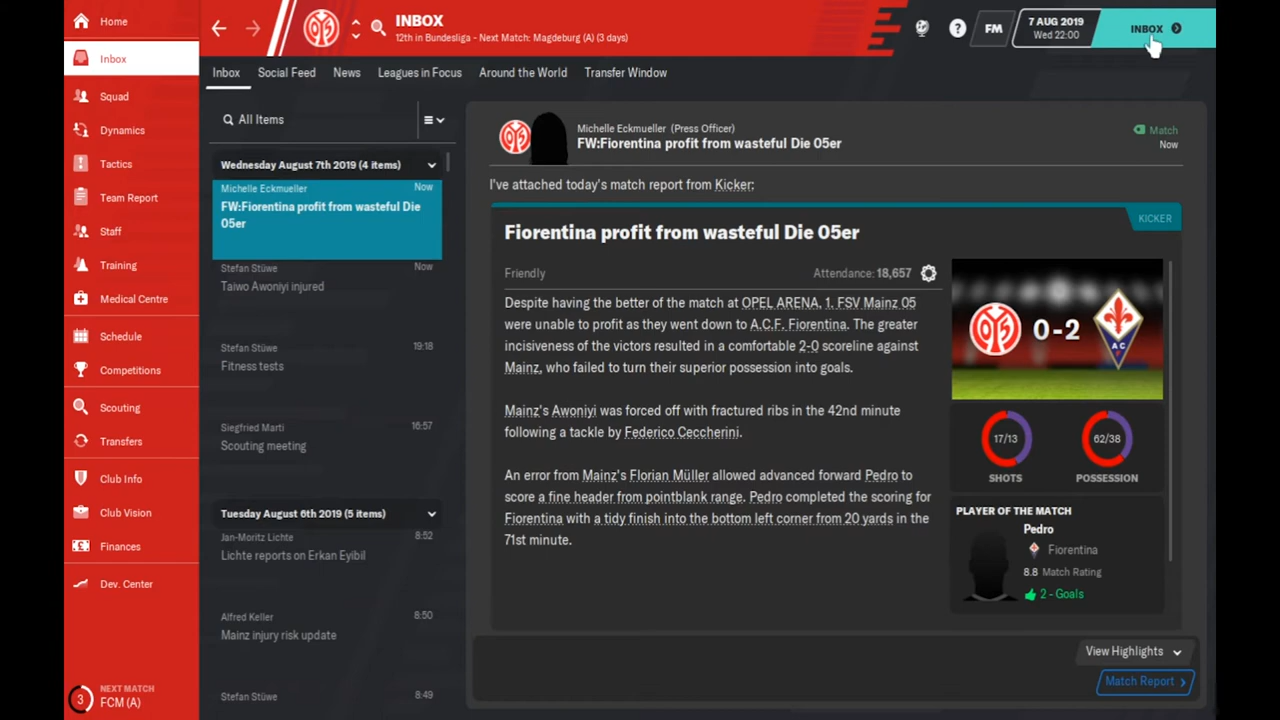 Home
Inbox
Squad
Dynamics
Tactics
Team Report
Staff
Training
Medical Centre
Schedule
Competitions
Scouting
Transfers
Club Info
Club Vision
Finances
Dev. Center
3
NEXT MATCH
FCM (A)
INBOX
12th in Bundesliga - Next Match: Magdeburg (A) (3 days)
?
FM
7 AUG 2019
Wed 22:00
INBOX
Inbox Social Feed News Leagues in Focus Around the World Transfer Window
All Items
Wednesday August 7th 2019 (4 items)
Michelle Eckmueller Now
FW:Fiorentina profit from wasteful Die
05er
Stefan Stüwe Now
Taiwo Awoniyi injured
Stefan Stüwe 19:18
Fitness tests
Siegfried Marti 16:57
Scouting meeting
Tuesday August 6th 2019 (5 items)
Jan-Moritz Lichte 8:52
Lichte reports on Erkan Eyibil
Alfred Keller 8:50
Mainz injury risk update
Stefan Stüwe 8:49
Michelle Eckmueller (Press Officer)
FW:Fiorentina profit from wasteful Die 05er
Match
Now
I've attached today's match report from Kicker:
KICKER
Fiorentina profit from wasteful Die 05er
Friendly Attendance: 18,657
Despite having the better of the match at OPEL ARENA, 1. FSV Mainz 05
were unable to profit as they went down to A.C.F. Fiorentina. The greater
incisiveness of the victors resulted in a comfortable 2-0 scoreline against
Mainz, who failed to turn their superior possession into goals.
Mainz's Awoniyi was forced off with fractured ribs in the 42nd minute
following a tackle by Federico Ceccherini.
An error from Mainz's Florian Müller allowed advanced forward Pedro to
score a fine header from pointblank range. Pedro completed the scoring for
Fiorentina with a tidy finish into the bottom left corner from 20 yards in the
71st minute.
0-2
AC
F
17/13
SHOTS
62/38
POSSESSION
PLAYER OF THE MATCH
Pedro
Fiorentina
8.8 Match Rating
2 - Goals
View Highlights
Match Report